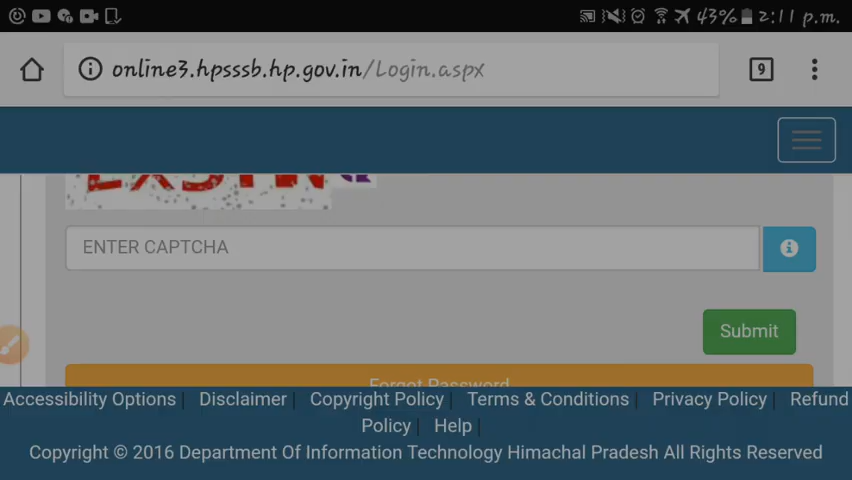 43% 2:11 p.m.
online3.hpsssb.hp.gov.in/Login.aspx
9
ENTER CAPTCHA
Submit
Forgot Password
Accessibility Options | Disclaimer | Copyright Policy | Terms & Conditions | Privacy Policy | Refund
Policy | Help |
Copyright © 2016 Department Of Information Technology Himachal Pradesh All Rights Reserved